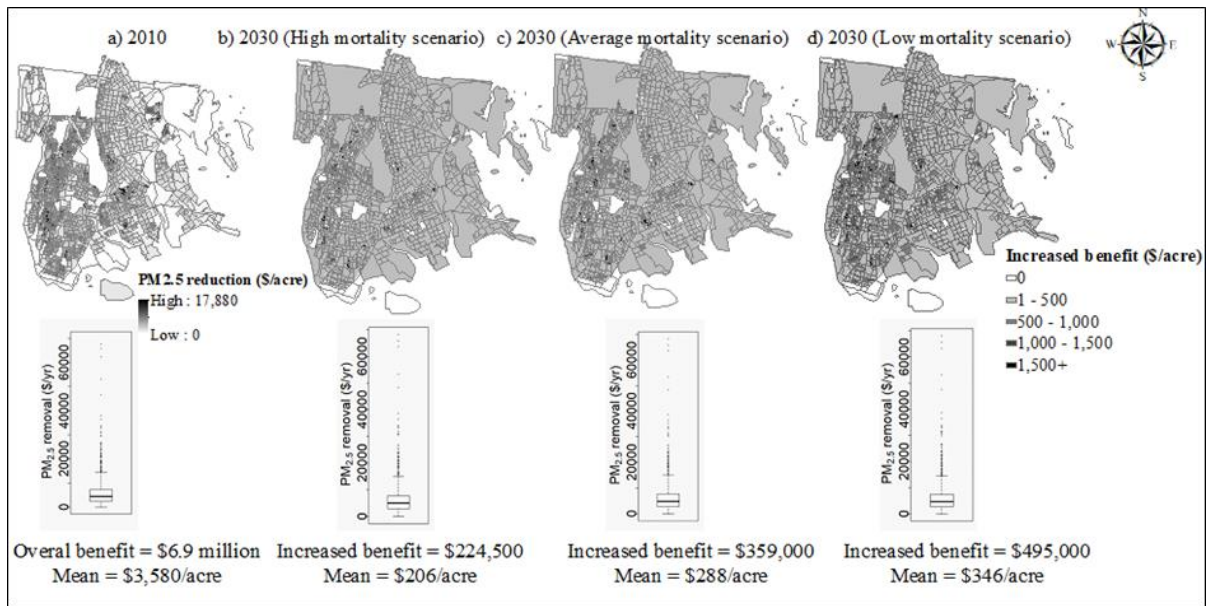 a) 2010
b) 2030 (High mortality scenario)
c) 2030 (Average mortality scenario)
d) 2030 (Low mortality scenario)
N
W
E
S
PM 2.5 reduction ($/acre)
High : 17,880
Low : 0
Increased benefit ($/acre)
0
1 - 500
500 - 1,000
1,000 - 1,500
1,500+
PM2.5 removal ($/yr)
0
20000
40000
60000
PM2.5 removal ($/yr)
0
20000
40000
60000
PM2.5 removal ($/yr)
0
20000
40000
60000
PM2.5 removal ($/yr)
0
20000
40000
60000
Overal benefit = $6.9 million
Mean = $3,580/acre
Increased benefit = $224,500
Mean = $206/acre
Increased benefit = $359,000
Mean = $288/acre
Increased benefit = $495,000
Mean = $346/acre